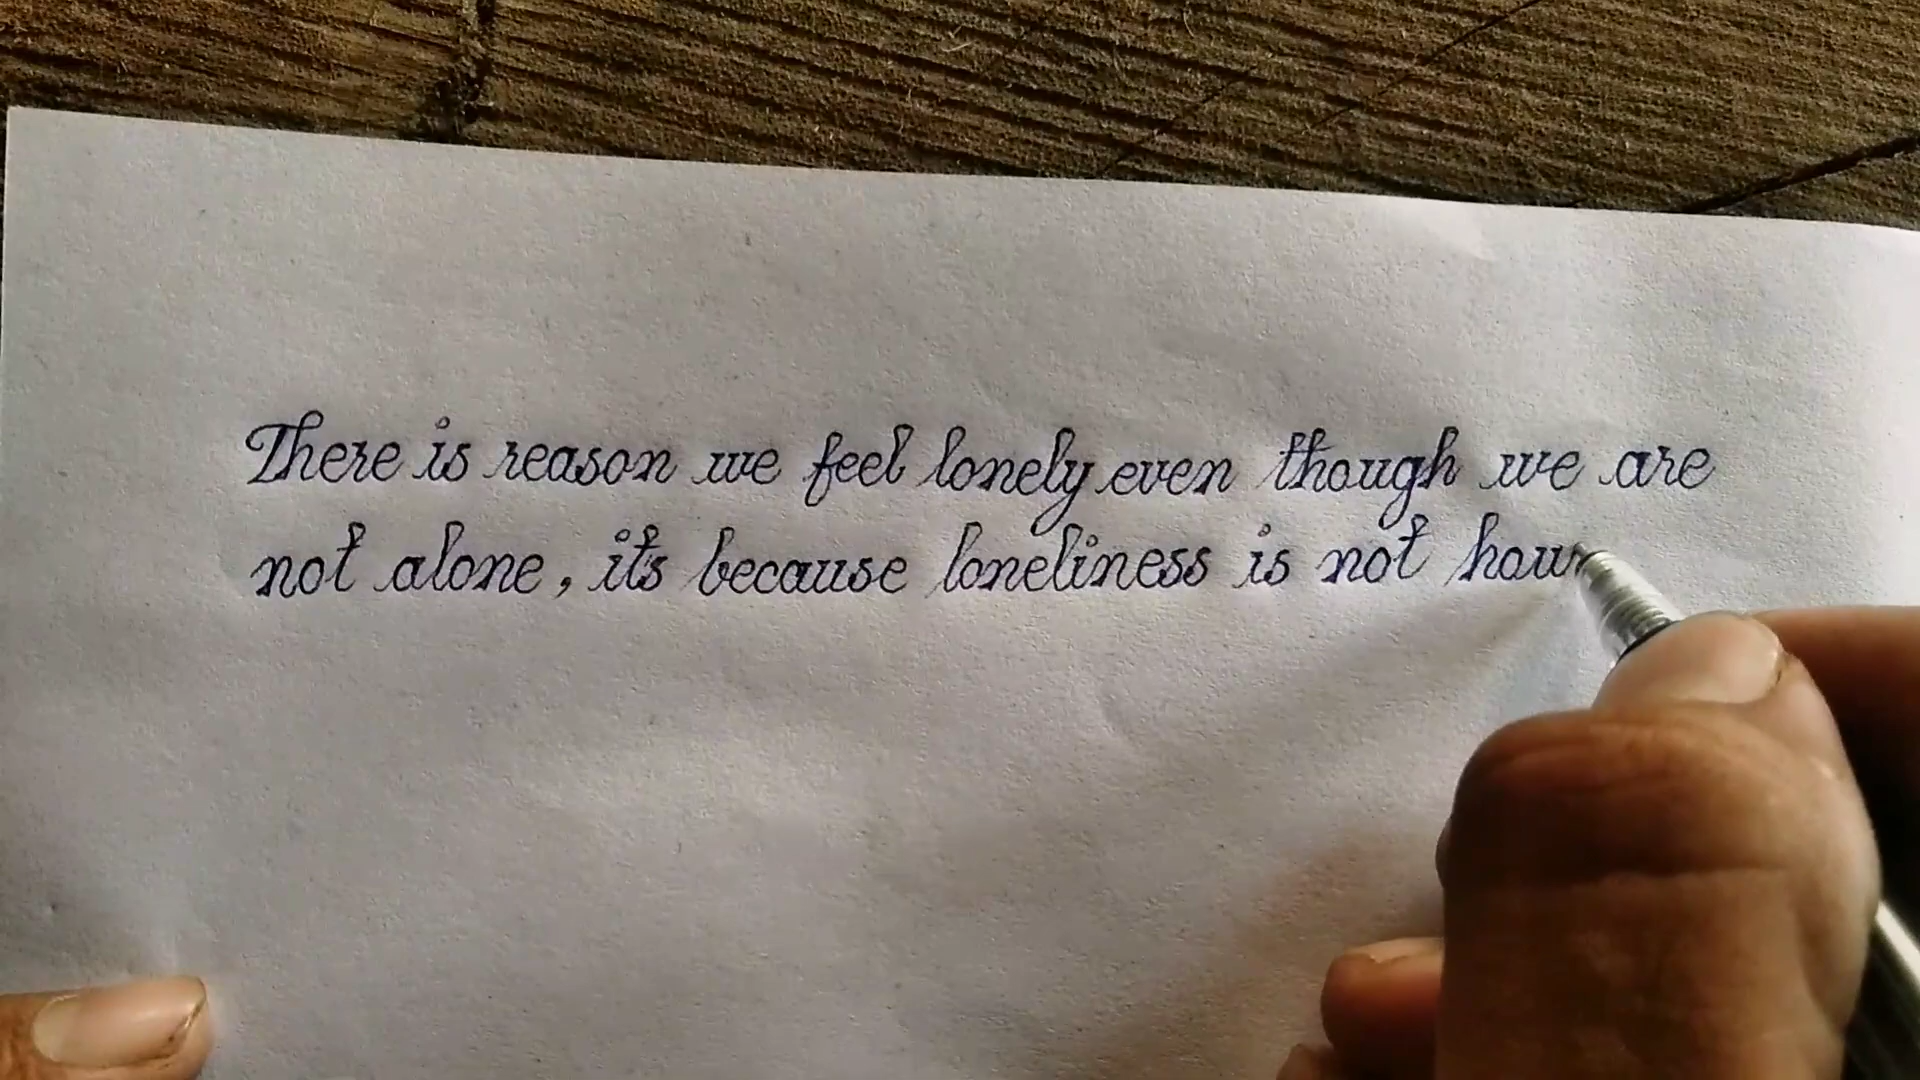 There is reason we feel lonely even though we are
not alone, its because loneliness is not